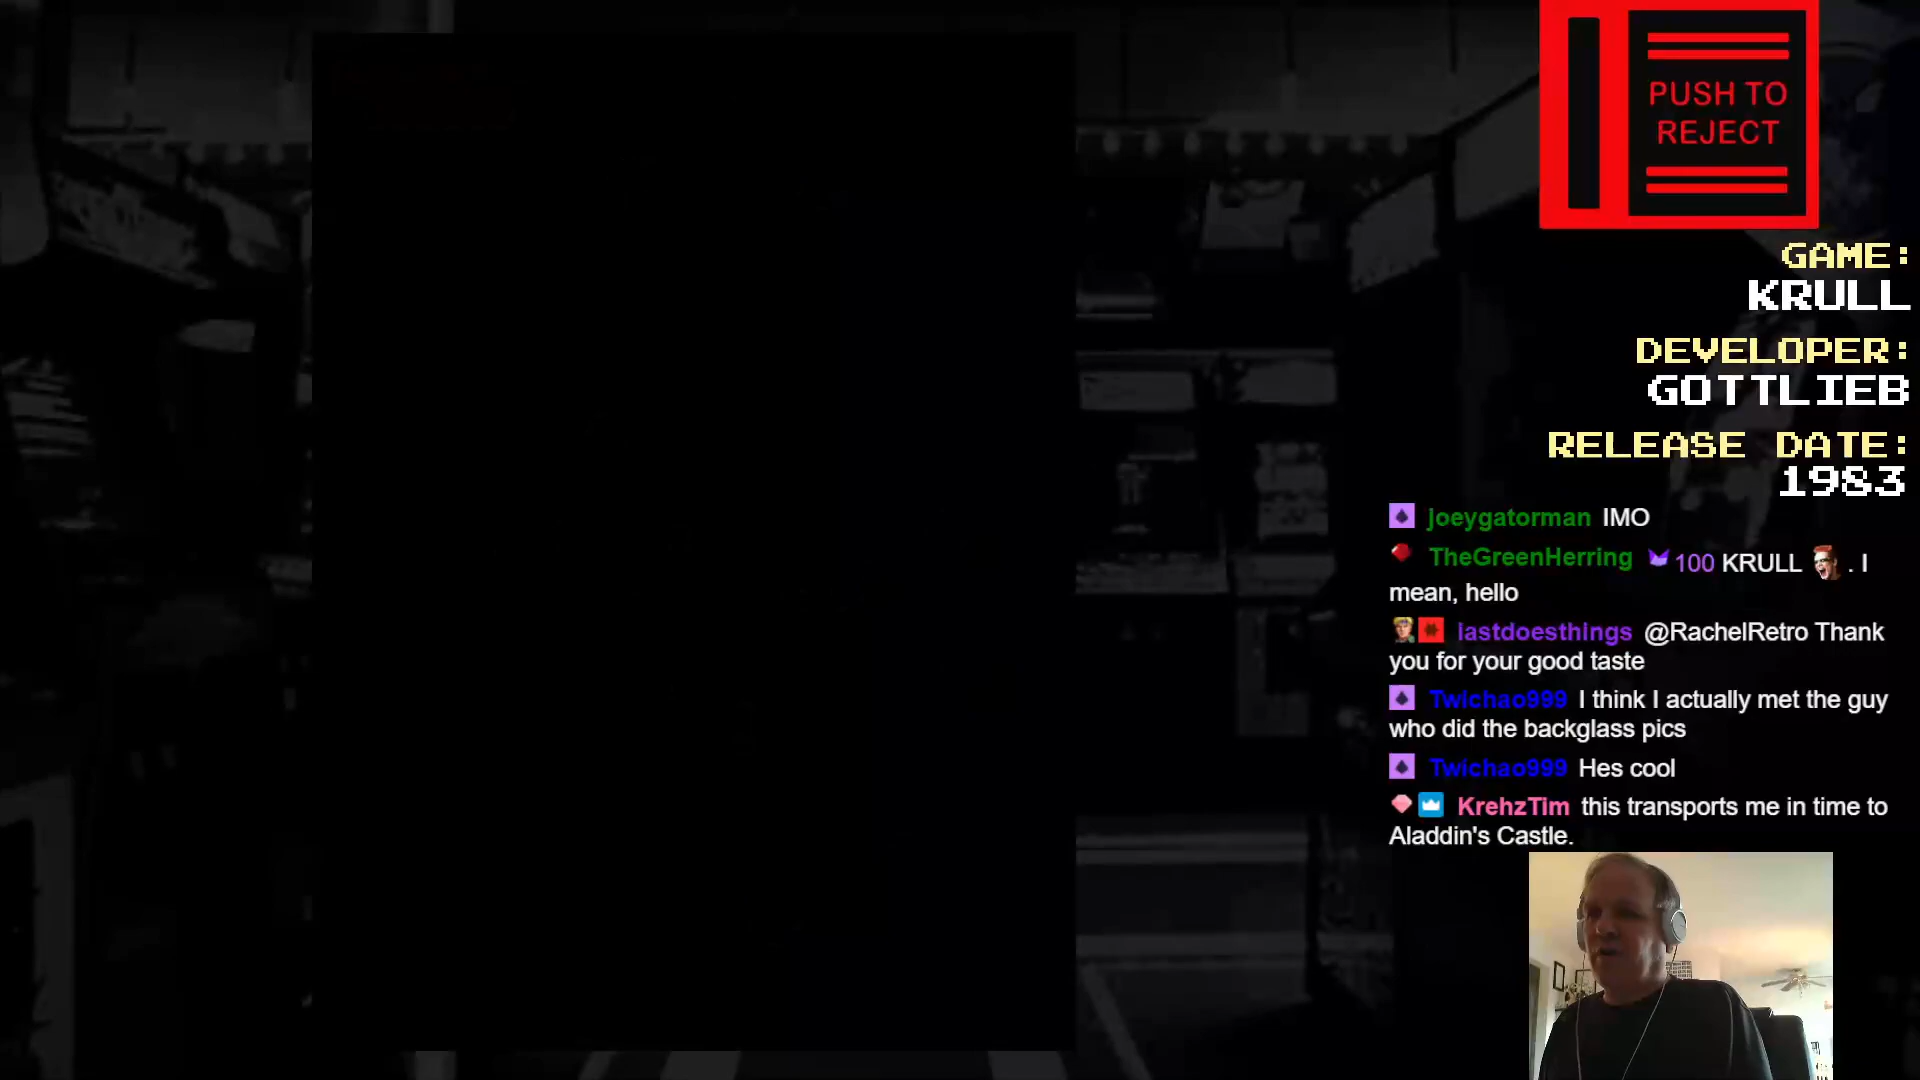 PUSH TO
REJECT
GAME:
KRULL
DEVELOPER:
GOTTLIEB
RELEASE DATE:
1983
joeygatorman IMO
TheGreenHerring 100 KRULL . I
mean, hello
lastdoesthings @RachelRetro Thank
you for your good taste
Twichao999 I think I actually met the guy
who did the backglass pics
Twichao999 Hes cool
KrehzTim this transports me in time to
Aladdin's Castle.